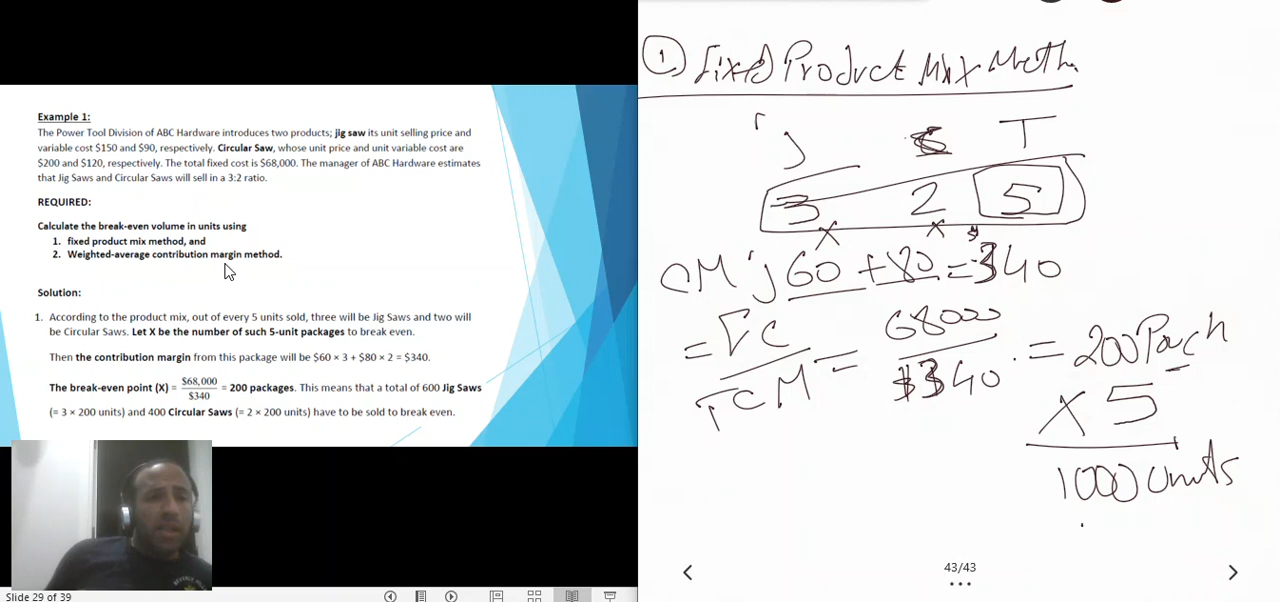 Example 1:
The Power Tool Division of ABC Hardware introduces two products; jig saw its unit selling price and
variable cost $150 and $90, respectively. Circular Saw, whose unit price and unit variable cost are
$200 and $120, respectively. The total fixed cost is $68,000. The manager of ABC Hardware estimates
that Jig Saws and Circular Saws will sell in a 3:2 ratio.
REQUIRED:
Calculate the break-even volume in units using
1. fixed product mix method, and
2. Weighted-average contribution margin method.
Solution:
1. According to the product mix, out of every 5 units sold, three will be Jig Saws and two will
be Circular Saws. Let X be the number of such 5-unit packages to break even.
Then the contribution margin from this package will be $60 × 3 + $80 × 2 = $340.
The break-even point (X) = $68,000 / $340 = 200 packages. This means that a total of 600 Jig Saws
(= 3 × 200 units) and 400 Circular Saws (= 2 × 200 units) have to be sold to break even.
Slide 29 of 39
① Fixed Product Mix Meth.
J T
3 2 5
x x
CM J 60 + 80 = 340
= FC / TCM = 68000 / $340 = 200 Pack
X 5
1000 units
43/43